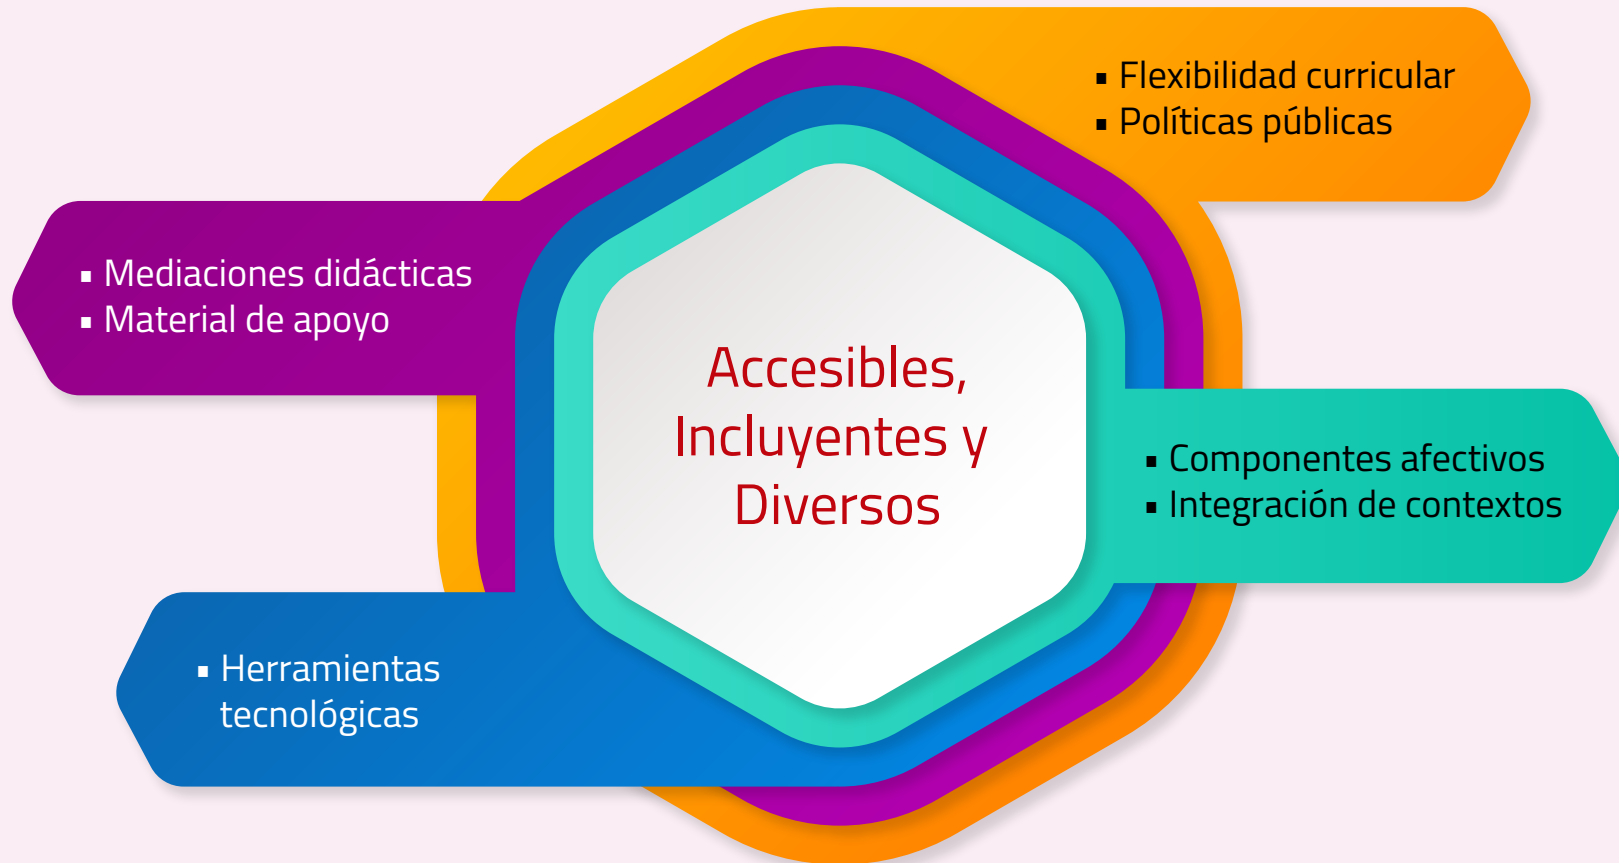 ▪ Flexibilidad curricular
▪ Políticas públicas
▪ Mediaciones didácticas
▪ Material de apoyo
Accesibles,
Incluyentes y
Diversos
▪ Componentes afectivos
▪ Integración de contextos
▪ Herramientas
tecnológicas